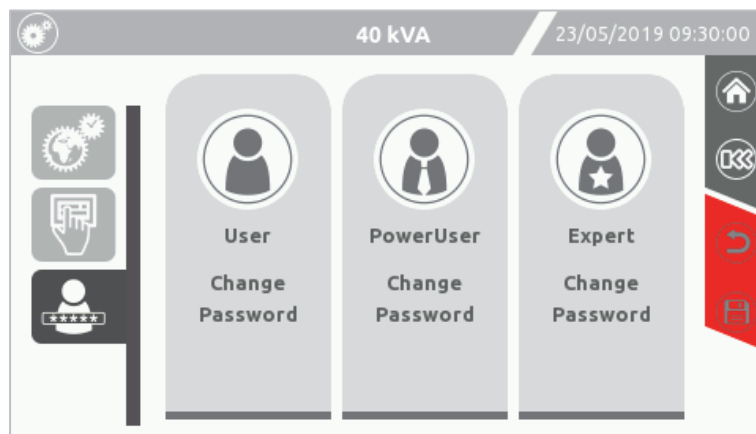 40 kVA
23/05/2019 09:30:00
User
Change
Password
PowerUser
Change
Password
Expert
Change
Password
*****